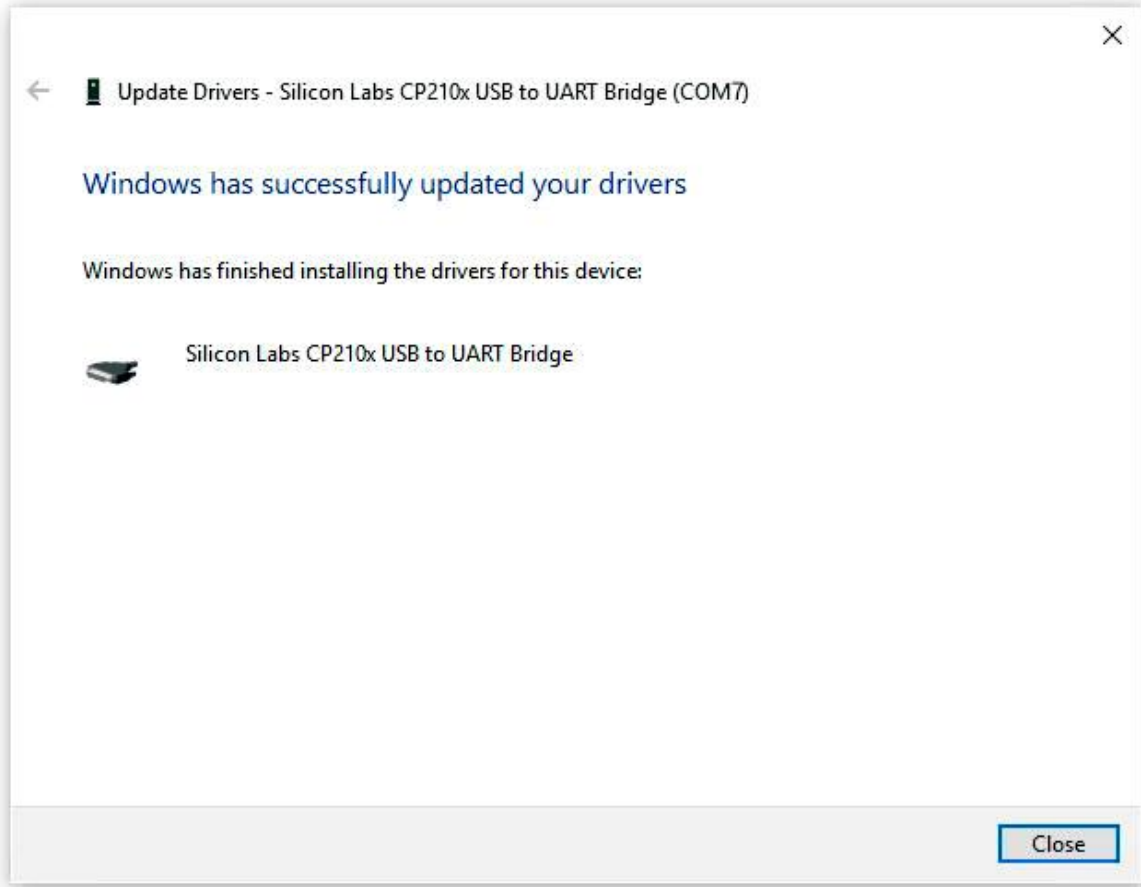 Update Drivers - Silicon Labs CP210x USB to UART Bridge (COM7)
Windows has successfully updated your drivers
Windows has finished installing the drivers for this device:
Silicon Labs CP210x USB to UART Bridge
Close